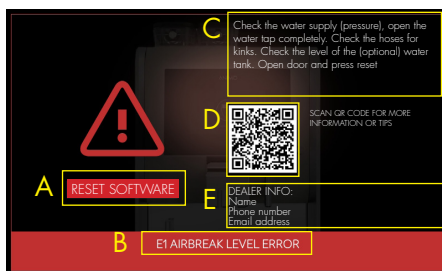 C
Check the water supply (pressure), open the
water tap completely. Check the hoses for
kinks. Check the level of the (optional) water
tank. Open door and press reset
D
SCAN QR CODE FOR MORE
INFORMATION OR TIPS
A
RESET SOFTWARE
E
DEALER INFO:
Name
Phone number
Email address
B
E1 AIRBREAK LEVEL ERROR